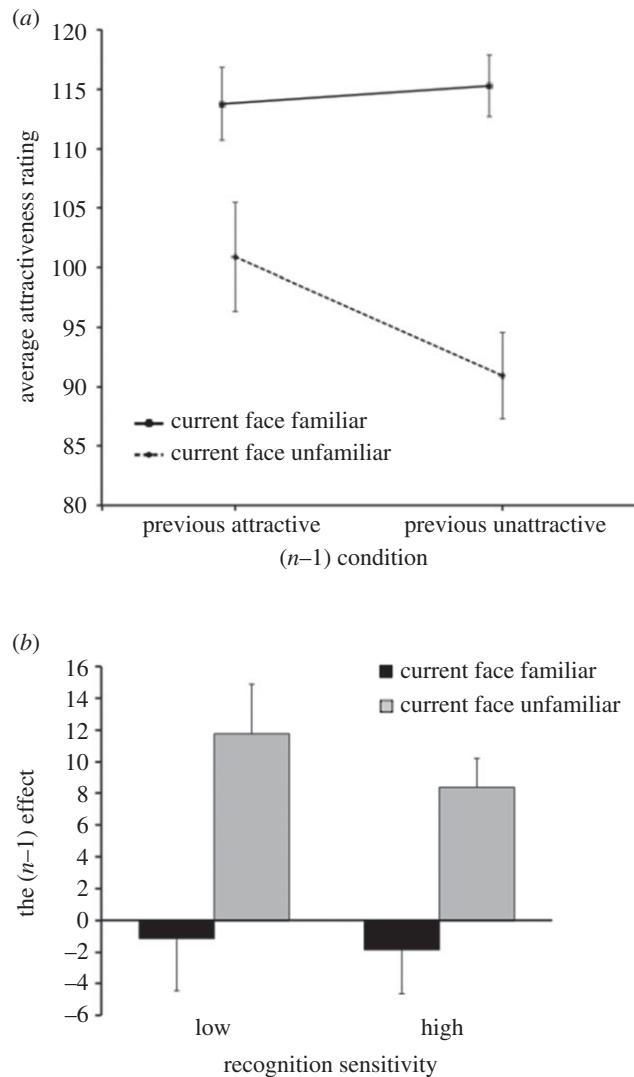 (a)
120
115
110
105
100
95
90
85
80
average attractiveness rating
current face familiar
current face unfamiliar
previous attractive previous unattractive
(n–1) condition
(b)
16
14
12
10
8
6
4
2
0
–2
–4
–6
the (n–1) effect
current face familiar
current face unfamiliar
low high
recognition sensitivity